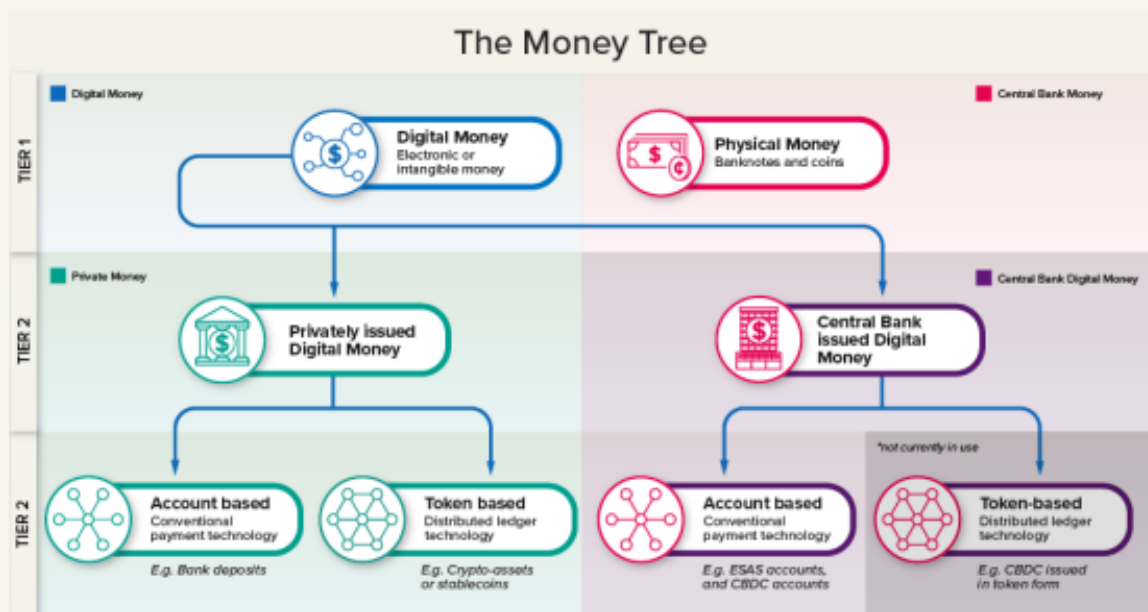 The Money Tree
TIER 1
Digital Money
Central Bank Money
Digital Money
Electronic or
intangible money
Physical Money
Banknotes and coins
TIER 2
Private Money
Central Bank Digital Money
Privately issued
Digital Money
Central Bank
issued Digital
Money
TIER 2
Account based
Conventional
payment technology
E.g. Bank deposits
Token based
Distributed ledger
technology
E.g. Crypto-assets
or stablecoins
Account based
Conventional
payment technology
E.g. ESAS accounts,
and CBDC accounts
*not currently in use
Token-based
Distributed ledger
technology
E.g. CBDC issued
in token form